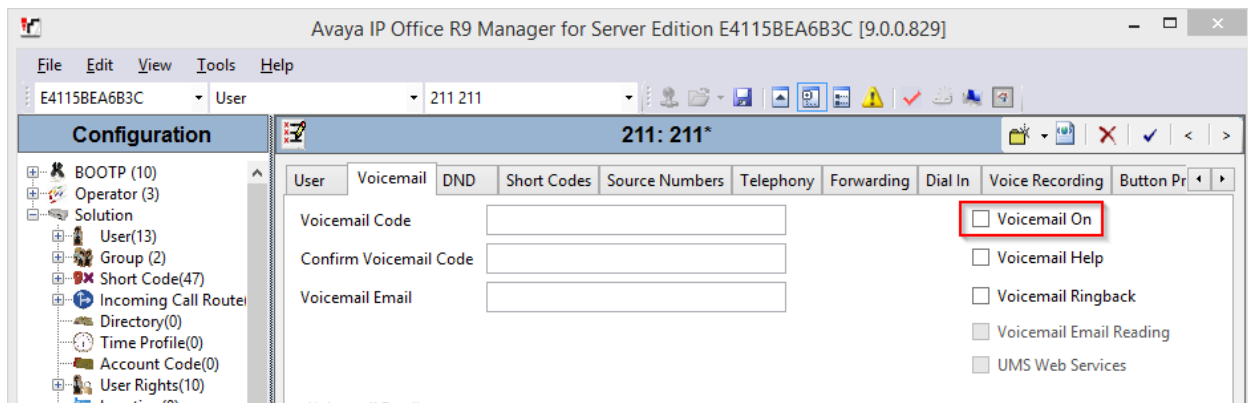 Avaya IP Office R9 Manager for Server Edition E4115BEA6B3C [9.0.0.829]
File Edit View Tools Help
E4115BEA6B3C User 211 211
Configuration
211: 211*
BOOTP (10)
Operator (3)
Solution
User(13)
Group (2)
Short Code(47)
Incoming Call Route
Directory(0)
Time Profile(0)
Account Code(0)
User Rights(10)
User Voicemail DND Short Codes Source Numbers Telephony Forwarding Dial In Voice Recording Button Pr
Voicemail Code
Confirm Voicemail Code
Voicemail Email
Voicemail On
Voicemail Help
Voicemail Ringback
Voicemail Email Reading
UMS Web Services